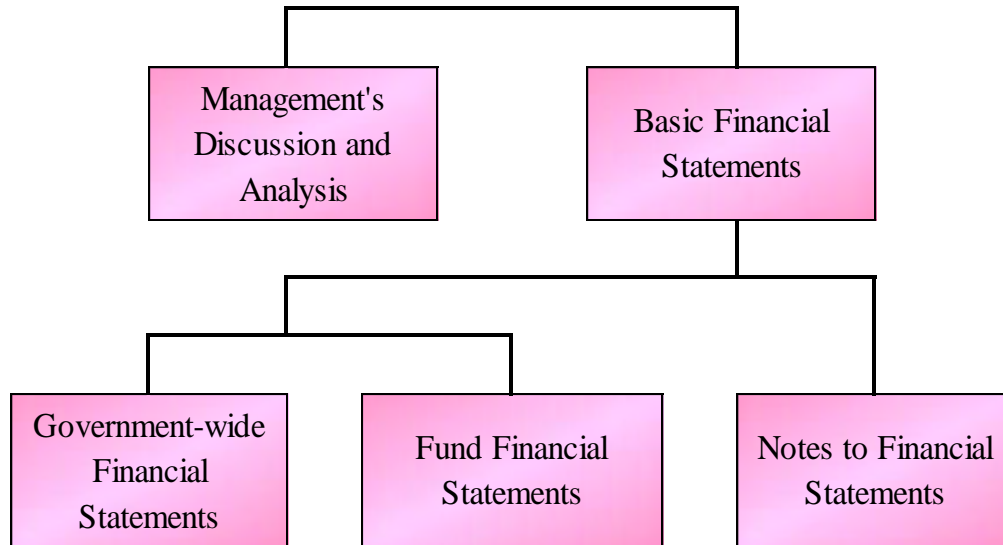 Management's
Discussion and
Analysis
Basic Financial
Statements
Government-wide
Financial
Statements
Fund Financial
Statements
Notes to Financial
Statements